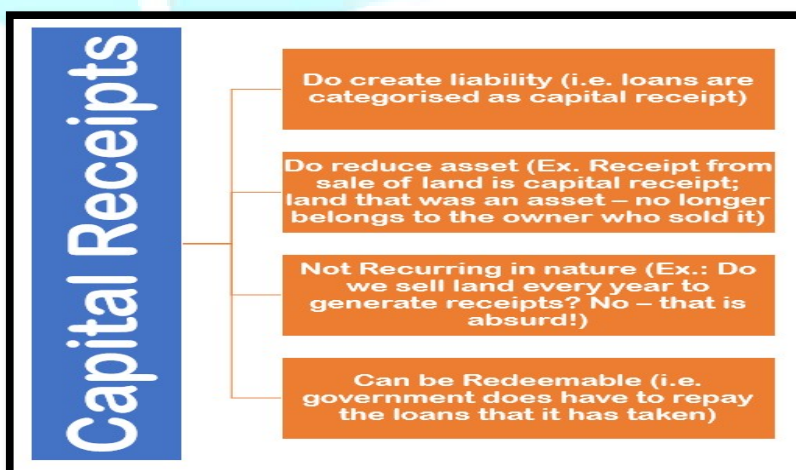 Capital Receipts
Do create liability (i.e. loans are
categorised as capital receipt)
Do reduce asset (Ex. Receipt from
sale of land is capital receipt;
land that was an asset – no longer
belongs to the owner who sold it)
Not Recurring in nature (Ex.: Do
we sell land every year to
generate receipts? No – that is
absurd!)
Can be Redeemable (i.e.
government does have to repay
the loans that it has taken)